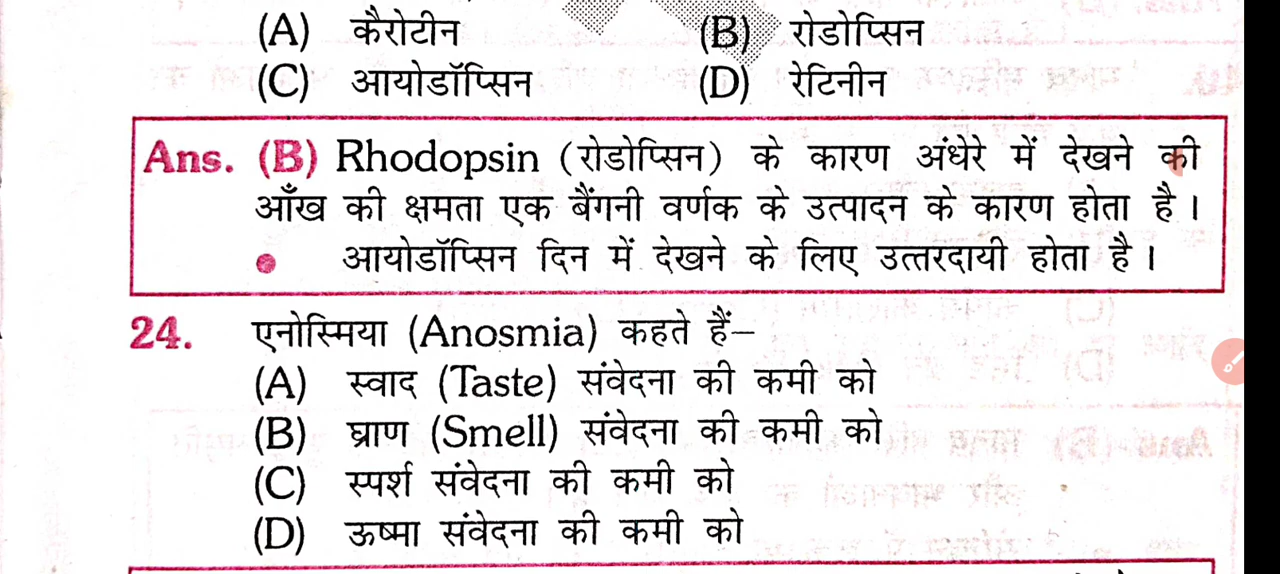 (A) कैरोटीन (B) रोडोप्सिन
(C) आयोडॉप्सिन (D) रेटिनीन
Ans. (B) Rhodopsin (रोडोप्सिन) के कारण अंधेरे में देखने की
आँख की क्षमता एक बैंगनी वर्णक के उत्पादन के कारण होता है।
● आयोडॉप्सिन दिन में देखने के लिए उत्तरदायी होता है।
24. एनोस्मिया (Anosmia) कहते हैं–
(A) स्वाद (Taste) संवेदना की कमी को
(B) घ्राण (Smell) संवेदना की कमी को
(C) स्पर्श संवेदना की कमी को
(D) ऊष्मा संवेदना की कमी को